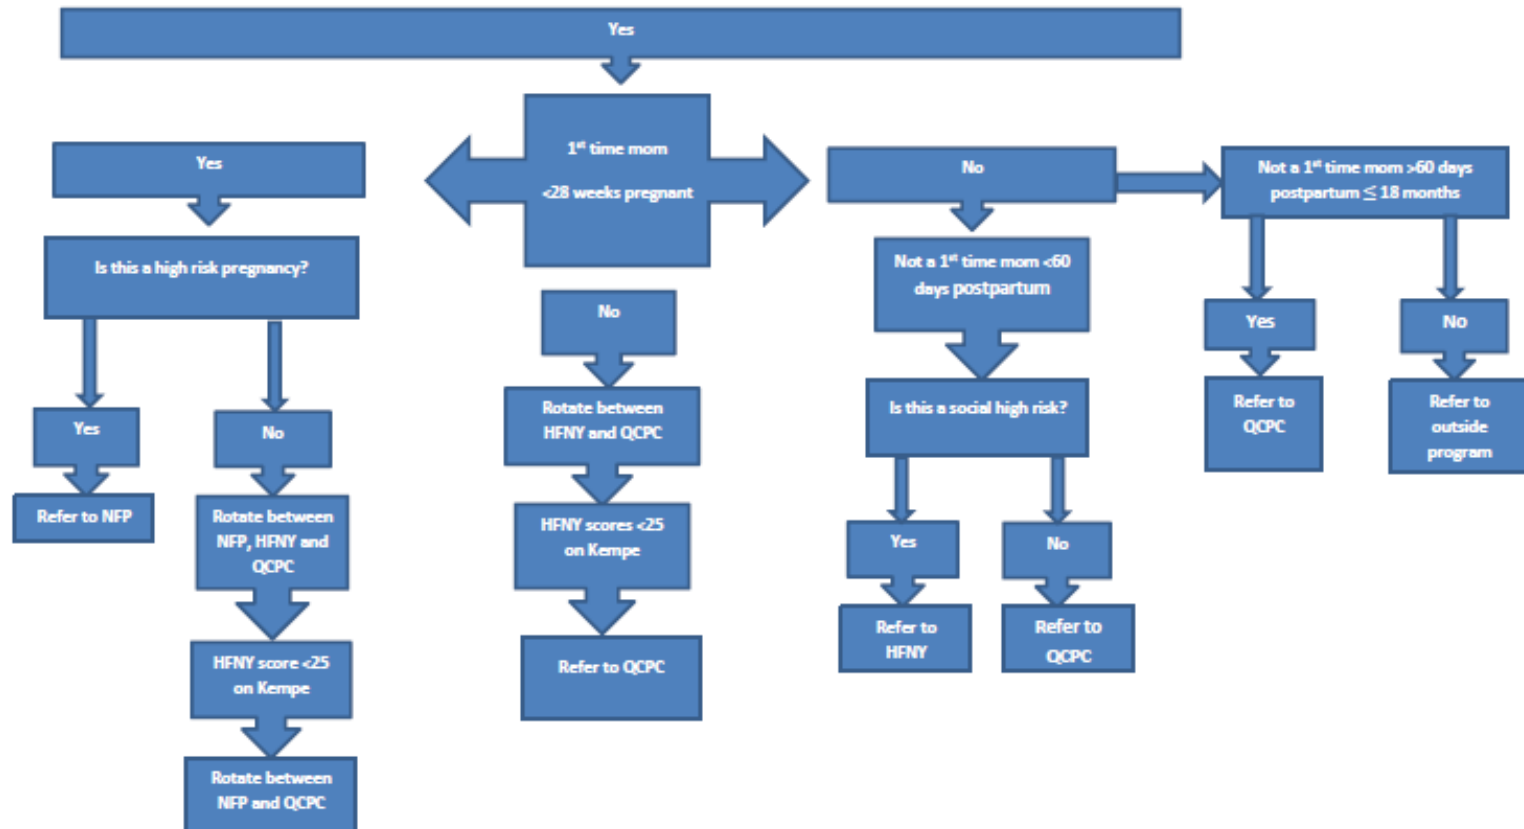 Yes
1st time mom
<28 weeks pregnant
Yes
Is this a high risk pregnancy?
Yes
Refer to NFP
No
Rotate between
NFP, HFNY and
QCPC
HFNY score <25
on Kempe
Rotate between
NFP and QCPC
No
Rotate between
HFNY and QCPC
HFNY scores <25
on Kempe
Refer to QCPC
No
Not a 1st time mom <60
days postpartum
Is this a social high risk?
Yes
Refer to
HFNY
No
Refer to
QCPC
Not a 1st time mom >60 days
postpartum ≤ 18 months
Yes
Refer to
QCPC
No
Refer to
outside
program